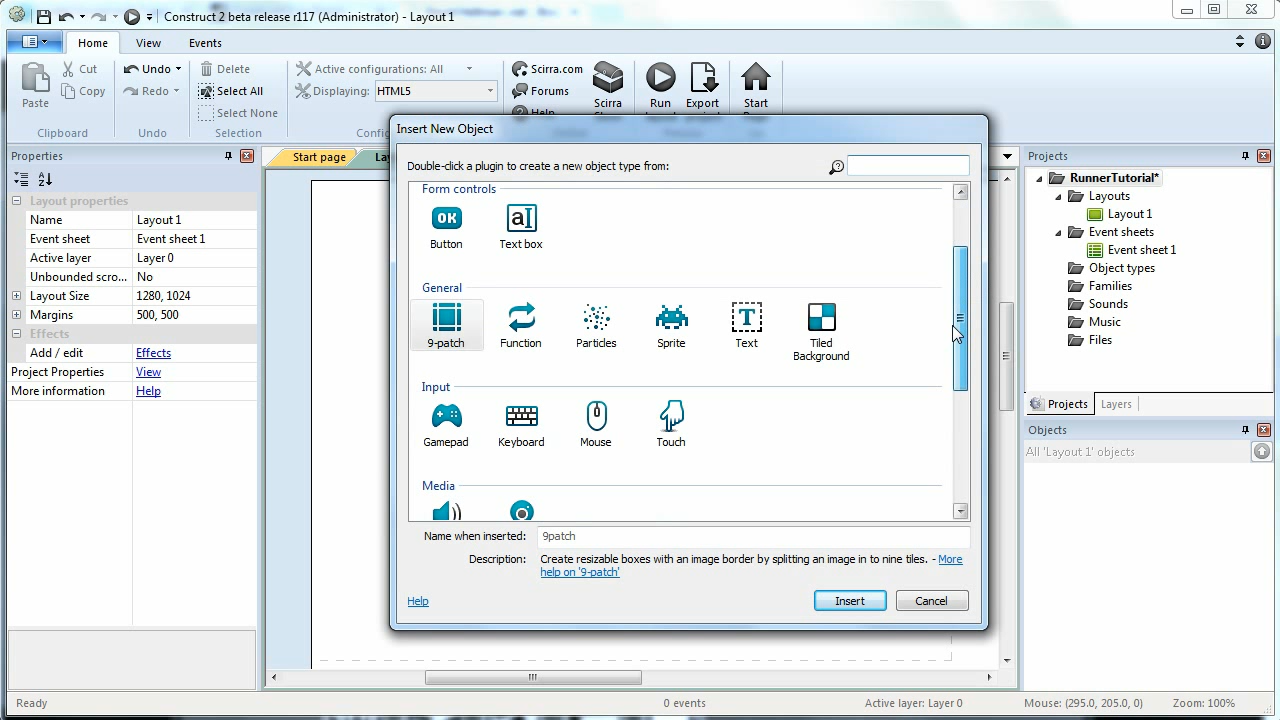 Construct 2 beta release r117 (Administrator) - Layout 1
Home
View
Events
Paste
Cut
Copy
Clipboard
Undo
Redo
Undo
Delete
Select All
Select None
Selection
Active configurations: All
Displaying: HTML5
Config
Scirra.com
Forums
Help
Scirra
Run
Export
Start
Properties
Layout properties
Name Layout 1
Event sheet Event sheet 1
Active layer Layer 0
Unbounded scro... No
Layout Size 1280, 1024
Margins 500, 500
Effects
Add / edit Effects
Project Properties View
More information Help
Start page
Lay
Insert New Object
Double-click a plugin to create a new object type from:
Form controls
Button
Text box
General
9-patch
Function
Particles
Sprite
Text
Tiled
Background
Input
Gamepad
Keyboard
Mouse
Touch
Media
Name when inserted: 9patch
Description: Create resizable boxes with an image border by splitting an image in to nine tiles. - More
help on '9-patch'
Help
Insert
Cancel
Projects
RunnerTutorial*
Layouts
Layout 1
Event sheets
Event sheet 1
Object types
Families
Sounds
Music
Files
Projects
Layers
Objects
All 'Layout 1' objects
Ready
0 events
Active layer: Layer 0
Mouse: (295.0, 205.0, 0)
Zoom: 100%